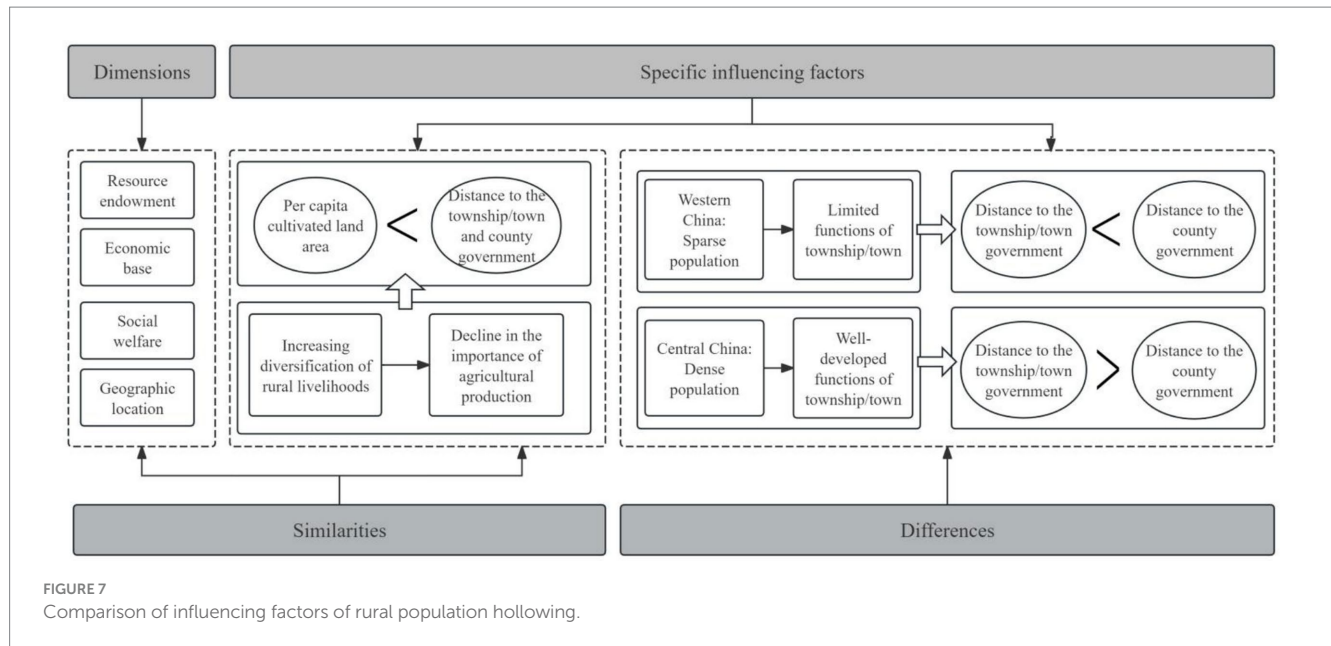 Dimensions
Specific influencing factors
Resource
endowment
Economic
base
Social
welfare
Geographic
location
Per capita
cultivated land
area
<
Distance to the
township/town
and county
government
Increasing
diversification of
rural livelihoods
Decline in the
importance of
agricultural
production
Western
China:
Sparse
population
Limited
functions of
township/town
Distance to the
township/town
government
<
Distance to the
county
government
Central China:
Dense
population
Well-
developed
functions of
township/town
Distance to the
township/town
government
>
Distance to the
county
government
Similarities
Differences
FIGURE 7
Comparison of influencing factors of rural population hollowing.